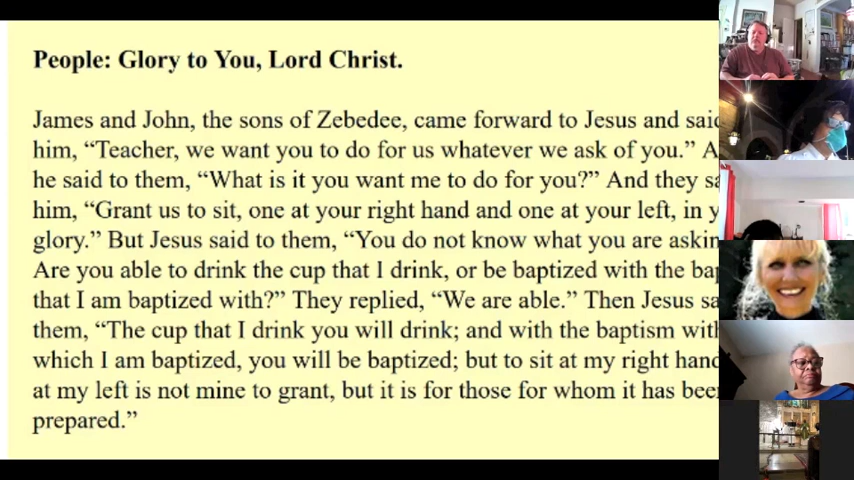 People: Glory to You, Lord Christ.
James and John, the sons of Zebedee, came forward to Jesus and said
him, “Teacher, we want you to do for us whatever we ask of you.” A
he said to them, “What is it you want me to do for you?” And they sa
him, “Grant us to sit, one at your right hand and one at your left, in y
glory.” But Jesus said to them, “You do not know what you are askin
Are you able to drink the cup that I drink, or be baptized with the bap
that I am baptized with?” They replied, “We are able.” Then Jesus sa
them, “The cup that I drink you will drink; and with the baptism with
which I am baptized, you will be baptized; but to sit at my right hand
at my left is not mine to grant, but it is for those for whom it has been
prepared.”